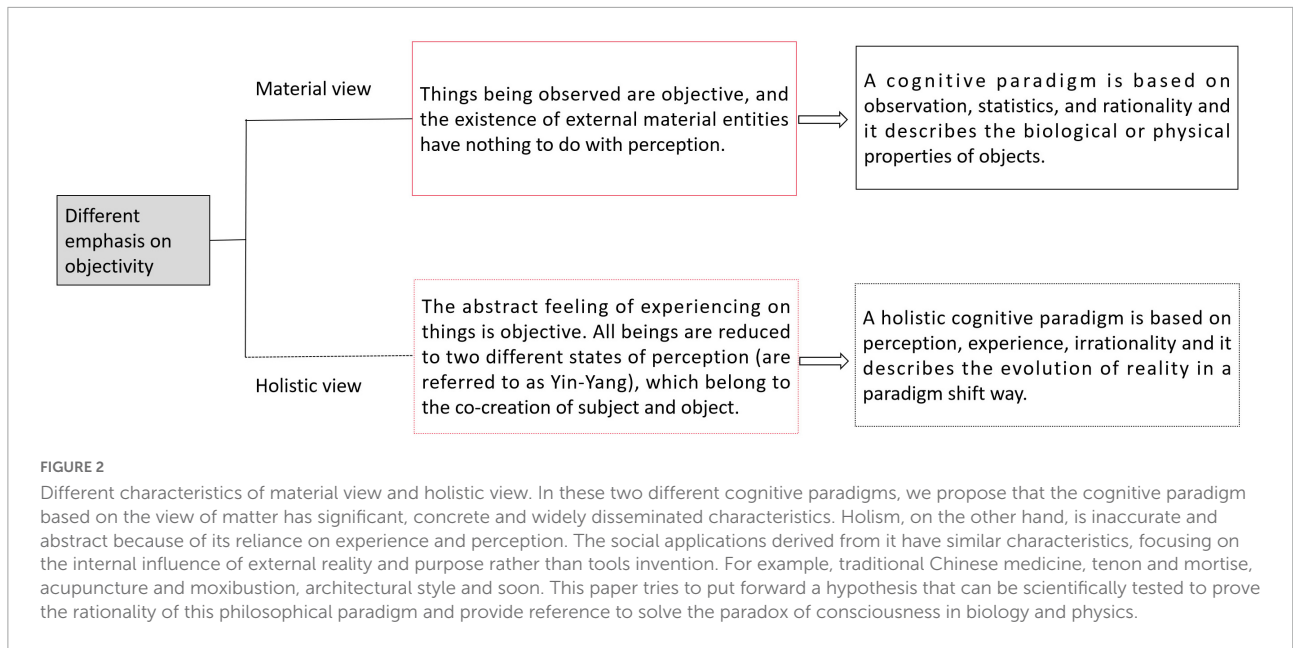 Material view
Things being observed are objective, and
the existence of external material entities
have nothing to do with perception.
A cognitive paradigm is based on
observation, statistics, and rationality and
it describes the biological or physical
properties of objects.
Different
emphasis on
objectivity
The abstract feeling of experiencing on
things is objective. All beings are reduced
to two different states of perception (are
referred to as Yin-Yang), which belong to
the co-creation of subject and object.
Holistic view
A holistic cognitive paradigm is based on
perception, experience, irrationality and it
describes the evolution of reality in a
paradigm shift way.
FIGURE 2
Different characteristics of material view and holistic view. In these two different cognitive paradigms, we propose that the cognitive paradigm
based on the view of matter has significant, concrete and widely disseminated characteristics. Holism, on the other hand, is inaccurate and
abstract because of its reliance on experience and perception. The social applications derived from it have similar characteristics, focusing on
the internal influence of external reality and purpose rather than tools invention. For example, traditional Chinese medicine, tenon and mortise,
acupuncture and moxibustion, architectural style and soon. This paper tries to put forward a hypothesis that can be scientifically tested to prove
the rationality of this philosophical paradigm and provide reference to solve the paradox of consciousness in biology and physics.